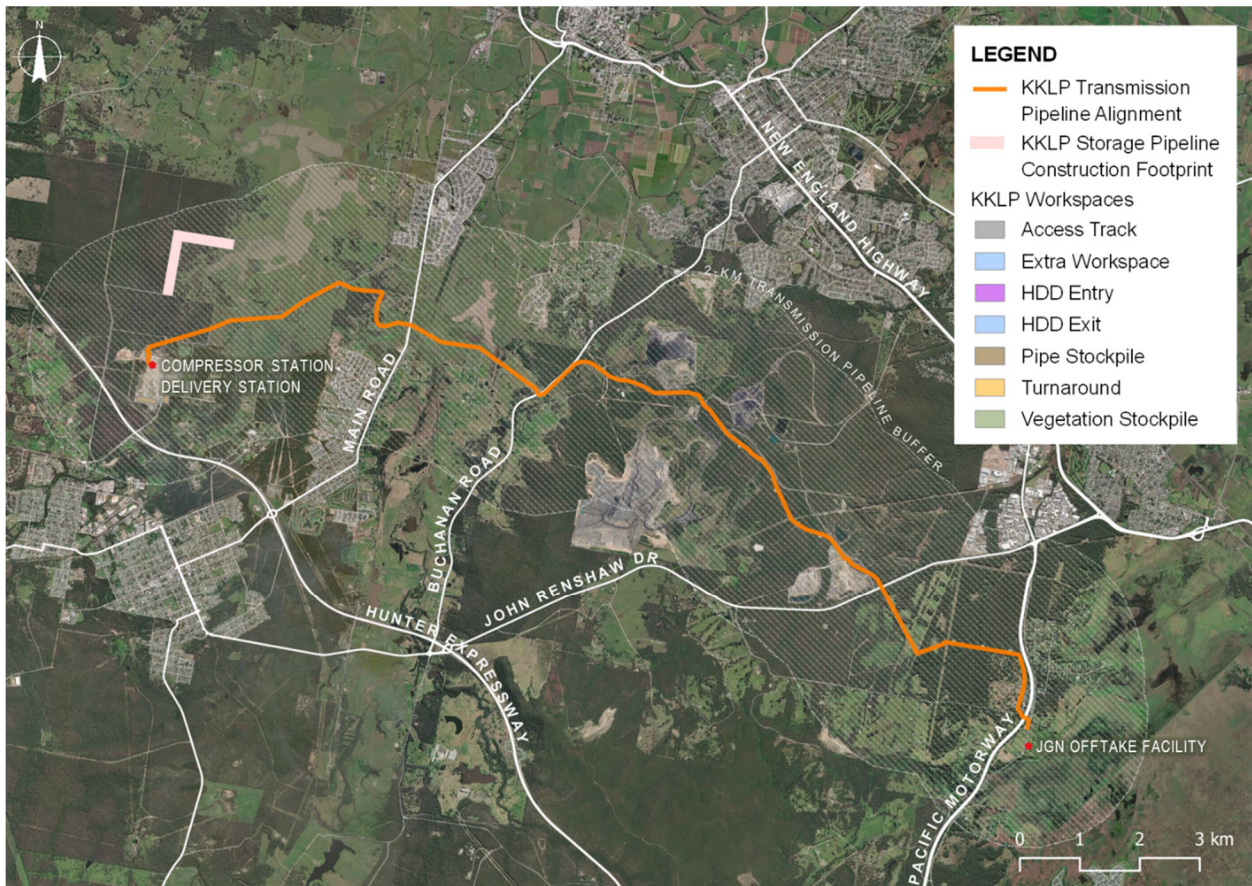 N
LEGEND
KKLP Transmission
Pipeline Alignment
KKLP Storage Pipeline
Construction Footprint
KKLP Workspaces
Access Track
Extra Workspace
HDD Entry
HDD Exit
Pipe Stockpile
Turnaround
Vegetation Stockpile
NEW ENGLAND HIGHWAY
2-KM TRANSMISSION PIPELINE BUFFER
COMPRESSOR STATION
DELIVERY STATION
MAIN ROAD
BUCHANAN ROAD
JOHN RENSHAW DR
HUNTER EXPRESSWAY
PACIFIC MOTORWAY
JGN OFFTAKE FACILITY
0 1 2 3 km